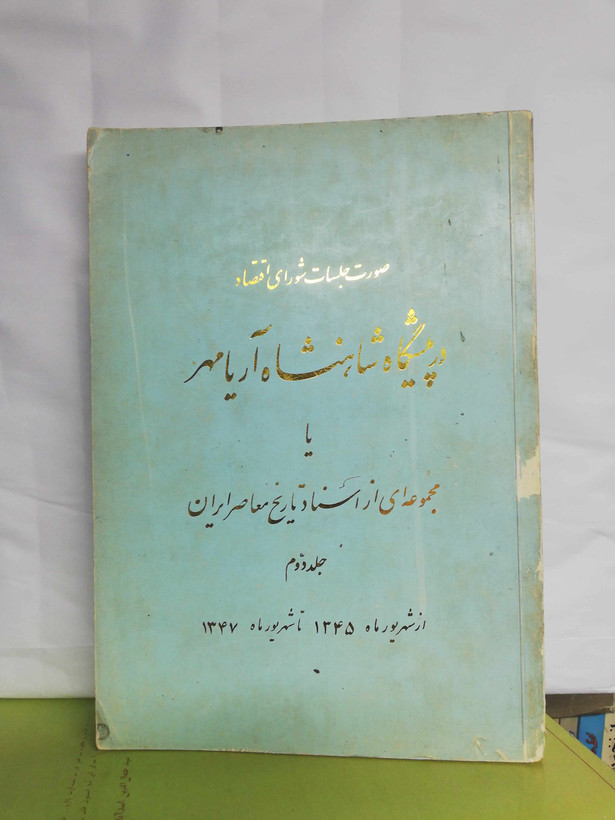 صورت جلسات شورای اقتصاد
در پیشگاه شاهنشاه آریامهر
یا
مجموعه‌ای از اسناد تاریخ معاصر ایران
جلد دوم
از شهریور ماه ۱۳۴۵ تا شهریور ماه ۱۳۴۷